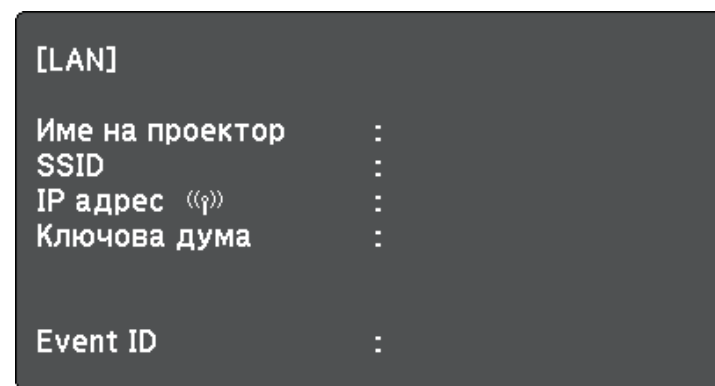 [LAN]
Име на проектор :
SSID :
IP адрес :
Ключова дума :
Event ID :